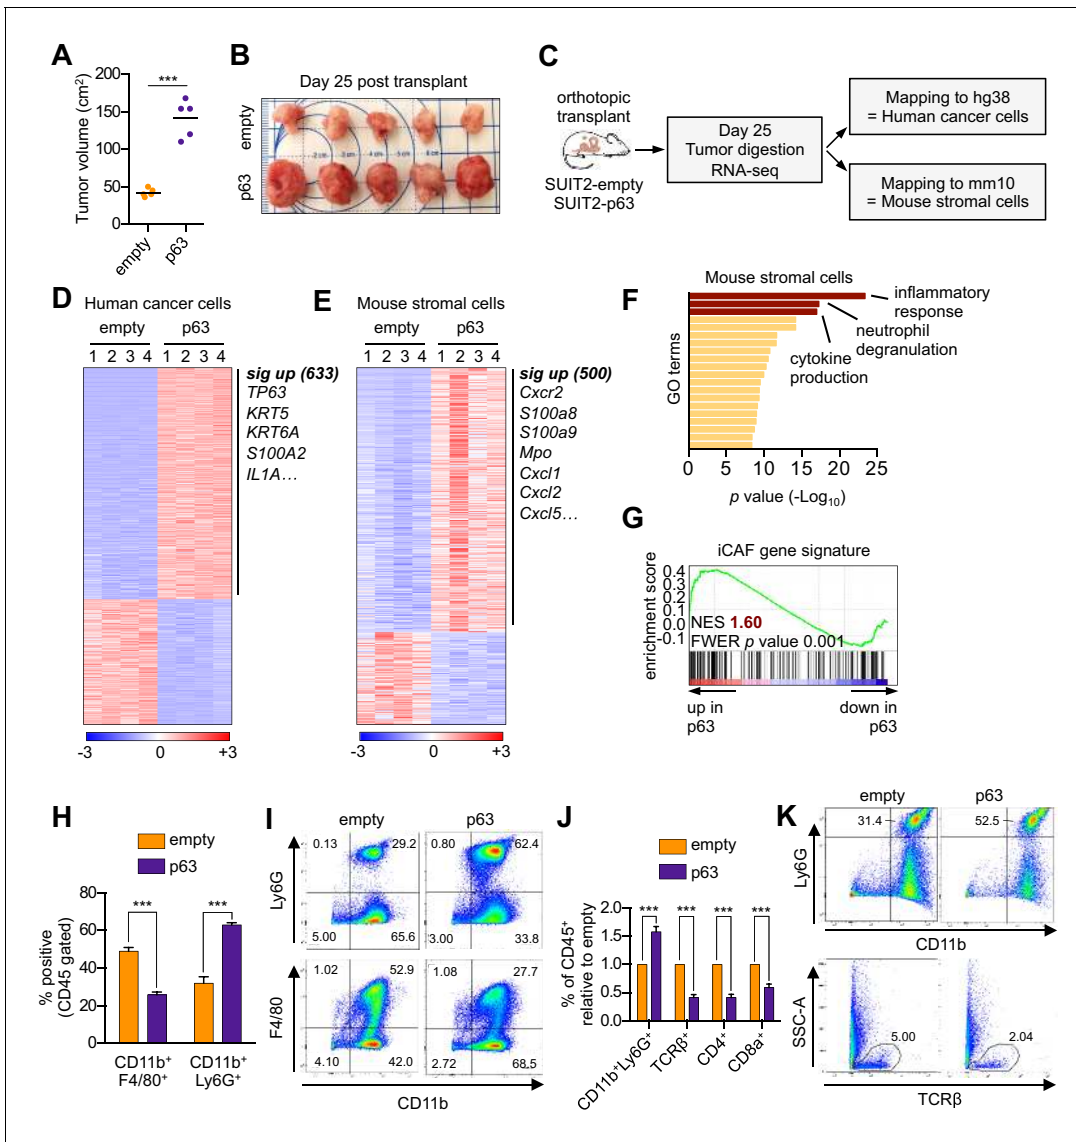 A
Tumor volume (cm²)
200
150
100
50
0
***
empty
p63
B
Day 25 post transplant
empty
p63
C
orthotopic
transplant
SUIT2-empty
SUIT2-p63
Day 25
Tumor digestion
RNA-seq
Mapping to hg38
= Human cancer cells
Mapping to mm10
= Mouse stromal cells
D
Human cancer cells
empty p63
1 2 3 4 1 2 3 4
sig up (633)
TP63
KRT5
KRT6A
S100A2
IL1A…
-3 0 +3
E
Mouse stromal cells
empty p63
1 2 3 4 1 2 3 4
sig up (500)
Cxcr2
S100a8
S100a9
Mpo
Cxcl1
Cxcl2
Cxcl5…
-3 0 +3
F
Mouse stromal cells
GO terms
inflammatory
response
neutrophil
degranulation
cytokine
production
0 5 10 15 20 25
p value (-Log₁₀)
G
iCAF gene signature
enrichment score
0.4
0.3
0.2
0.1
0.0
-0.1
NES 1.60
FWER p value 0.001
up in
p63
down in
p63
H
empty
p63
% positive
(CD45 gated)
80
60
40
20
0
*** ***
CD11b⁺
F4/80⁺
CD11b⁺
Ly6G⁺
I
empty p63
Ly6G
0.13 29.2
5.00 65.6
0.80 62.4
3.00 33.8
F4/80
1.02 52.9
4.10 42.0
1.08 27.7
2.72 68.5
CD11b
J
empty
p63
% of CD45⁺
relative to empty
2.0
1.5
1.0
0.5
0.0
*** *** *** ***
CD11b⁺Ly6G⁺
TCRβ⁺
CD4⁺
CD8a⁺
K
empty p63
Ly6G
31.4
52.5
CD11b
SSC-A
5.00
2.04
TCRβ